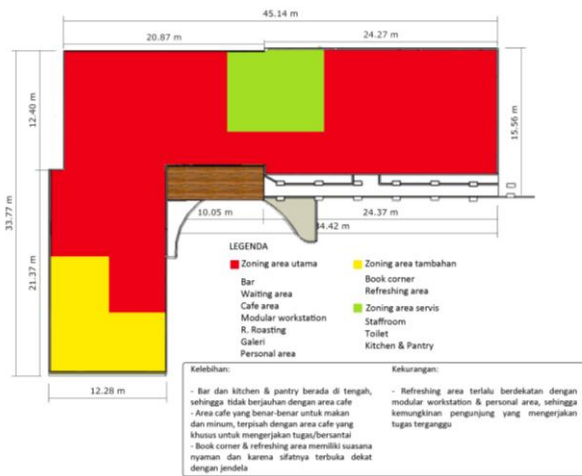 45.14 m
20.87 m
24.27 m
12.40 m
15.56 m
33.77 m
10.05 m
24.37 m
34.42 m
21.37 m
12.28 m
LEGENDA
Zoning area utama
Bar
Waiting area
Cafe area
Modular workstation
R. Roasting
Galeri
Personal area
Zoning area tambahan
Book corner
Refreshing area
Zoning area servis
Staffroom
Toilet
Kitchen & Pantry
Kelebihan:
- Bar dan kitchen & pantry berada di tengah,
sehingga tidak berjauhan dengan area cafe
- Area cafe yang benar-benar untuk makan
dan minum, terpisah dengan area cafe yang
khusus untuk mengerjakan tugas/bersantai
- Book corner & refreshing area memiliki suasana
nyaman dan karena sifatnya terbuka dekat
dengan jendela
Kekurangan:
- Refreshing area terlalu berdekatan dengan
modular workstation & personal area, sehingga
kemungkinan pengunjung yang mengerjakan
tugas terganggu